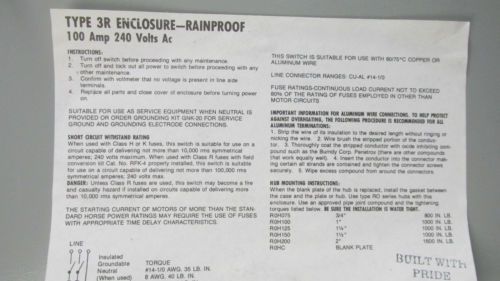 TYPE 3R ENCLOSURE—RAINPROOF
100 Amp 240 Volts Ac
INSTRUCTIONS:
1. Turn off switch before proceeding with any maintenance.
2. Turn off and lock out all power to switch before proceeding with any other maintenance.
3. Confirm with voltmeter that no voltage is present in line side terminals.
4. Replace all parts and close cover of enclosure before turning power on.
SUITABLE FOR USE AS SERVICE EQUIPMENT WHEN NEUTRAL IS
PROVIDED OR ORDER GROUNDING KIT GNK-20 FOR SERVICE
GROUND AND GROUNDING ELECTRODE CONNECTIONS.
SHORT CIRCUIT WITHSTAND RATING
When used with Class H or K fuses, this switch is suitable for use on a
circuit capable of delivering not more than 10,000 rms symmetrical
amperes; 240 volts maximum. When used with Class R fuses with field
conversion kit Cat. No. RFK-4 properly installed, this switch is suitable
for use on a circuit capable of delivering not more than 100,000 rms
symmetrical amperes; 240 volts max.
DANGER: Unless Class R fuses are used, this switch may become a fire
and casualty hazard if installed on circuits capable of delivering more
than 10,000 rms symmetrical amperes.
THE STARTING CURRENT OF MOTORS OF MORE THAN THE STAN-
DARD HORSE POWER RATINGS MAY REQUIRE THE USE OF FUSES
WITH APPROPRIATE TIME DELAY CHARACTERISTICS.
LINE
Insulated
Groundable
Neutral
(When used)
TORQUE
#14-1/0 AWG, 35 LB. IN.
8 AWG, 40 LB. IN.
THIS SWITCH IS SUITABLE FOR USE WITH 60/75°C COPPER OR
ALUMINUM WIRE
LINE CONNECTOR RANGES: CU-AL #14-1/0
FUSE RATINGS-CONTINUOUS LOAD CURRENT NOT TO EXCEED
80% OF THE RATING OF FUSES EMPLOYED IN OTHER THAN
MOTOR CIRCUITS
IMPORTANT INFORMATION FOR ALUMINUM WIRE CONNECTIONS. TO HELP PROTECT
AGAINST OVERHEATING, THE FOLLOWING PROCEDURE IS RECOMMENDED FOR ALL
ALUMINUM TERMINATIONS:
1. Strip the wire of its insulation to the desired length without ringing or
nicking the wire. 2. Wire brush the stripped portion of the conduc-
tor. 3. Thoroughly coat the stripped conductor with oxide inhibiting com-
pound such as the Burndy Corp. Penetrox (there are other compounds
that work equally well). 4. Insert the conductor into the connector mak-
ing certain all strands are contained and tighten the connector screws
securely. 5. Wipe excess compound from around the connectors.
HUB MOUNTING INSTRUCTIONS:
When the blank plate of the hub is replaced, install the gasket between
the case and the plate or hub. Use type RO series hubs with this
enclosure. Use an approved pipe joint compound and the tightening
torques listed below. BE SURE THE INSTALLATION IS WATER TIGHT.
R0H075 3/4" 800 IN. LB.
R0H100 1" 1000 IN. LB.
R0H125 1¼" 1000 IN. LB.
R0H150 1½" 1000 IN. LB.
R0H200 2" 1600 IN. LB.
R0HC BLANK PLATE
BUILT WITH
PRIDE